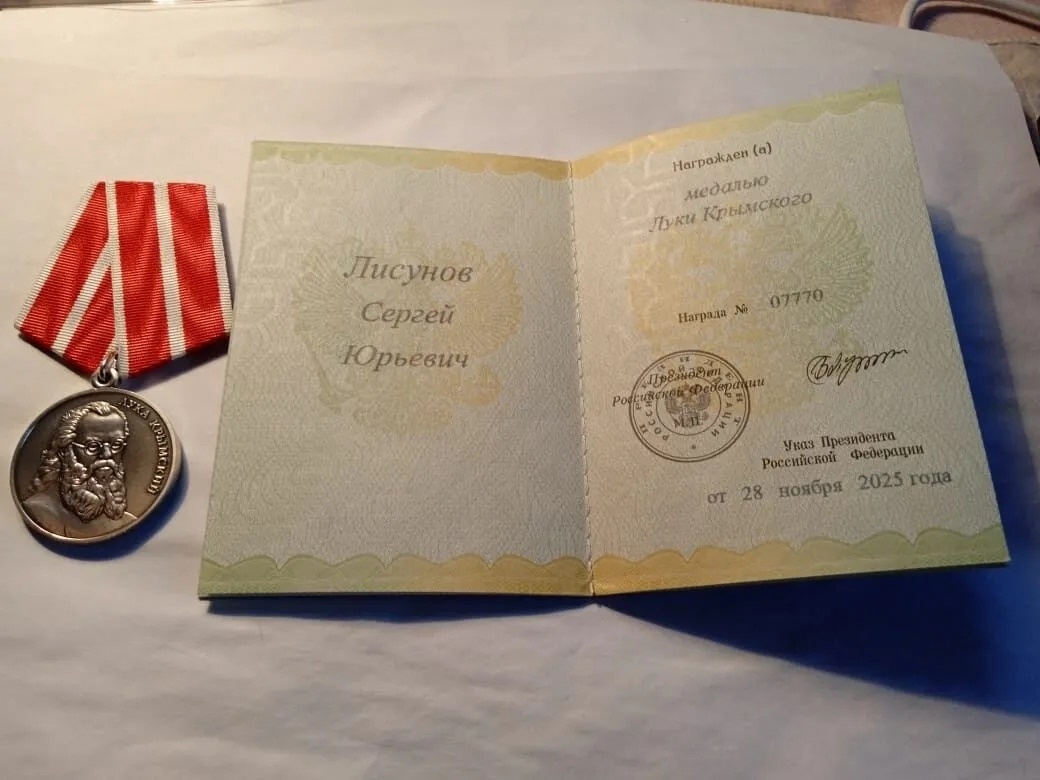 ЛУКА КРЫМСКИЙ
Лисунов
Сергей
Юрьевич
Награжден (а)
медалью
Луки Крымского
Награда № 07770
Президент
Российской Федерации
М.П.
Указ Президента
Российской Федерации
от 28 ноября 2025 года